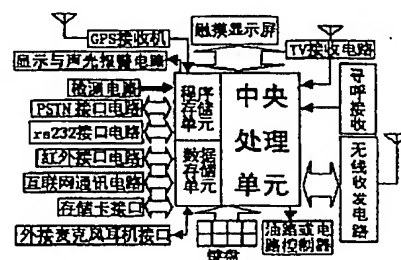 GPS接收机
触摸显示屏
TV接收电路
显示与声光报警电路
检测电路
PSTN接口电路
rs232接口电路
红外接口电路
互联网通讯电路
存储卡接口
外接麦克风耳机接口
程序
存储
单元
数据
存储
单元
中央
处理
单元
寻呼接收
无线收发电路
键盘
油路或电
路控制器